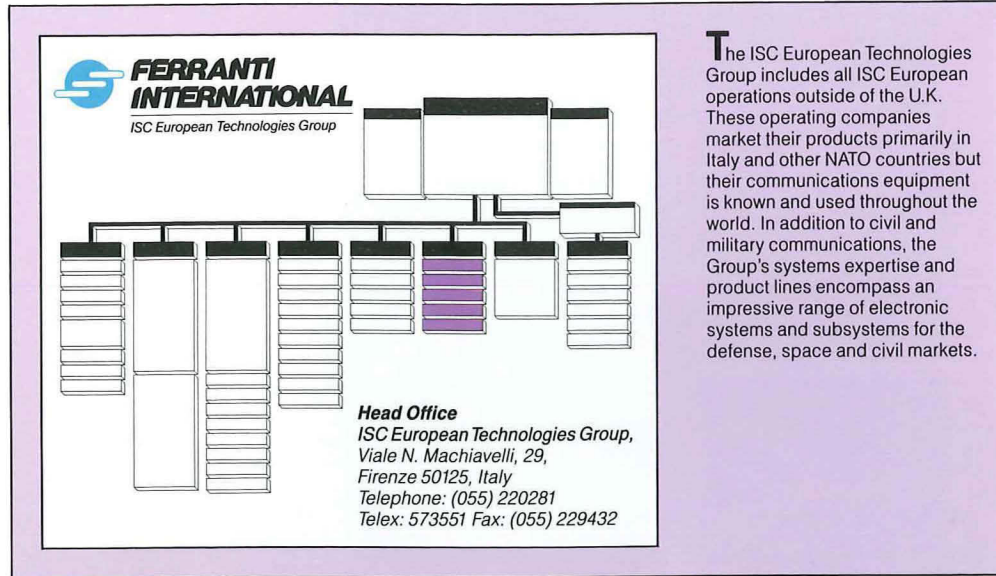 FERRANTI
INTERNATIONAL
ISC European Technologies Group
Head Office
ISC European Technologies Group,
Viale N. Machiavelli, 29,
Firenze 50125, Italy
Telephone: (055) 220281
Telex: 573551 Fax: (055) 229432
The ISC European Technologies
Group includes all ISC European
operations outside of the U.K.
These operating companies
market their products primarily in
Italy and other NATO countries but
their communications equipment
is known and used throughout the
world. In addition to civil and
military communications, the
Group's systems expertise and
product lines encompass an
impressive range of electronic
systems and subsystems for the
defense, space and civil markets.